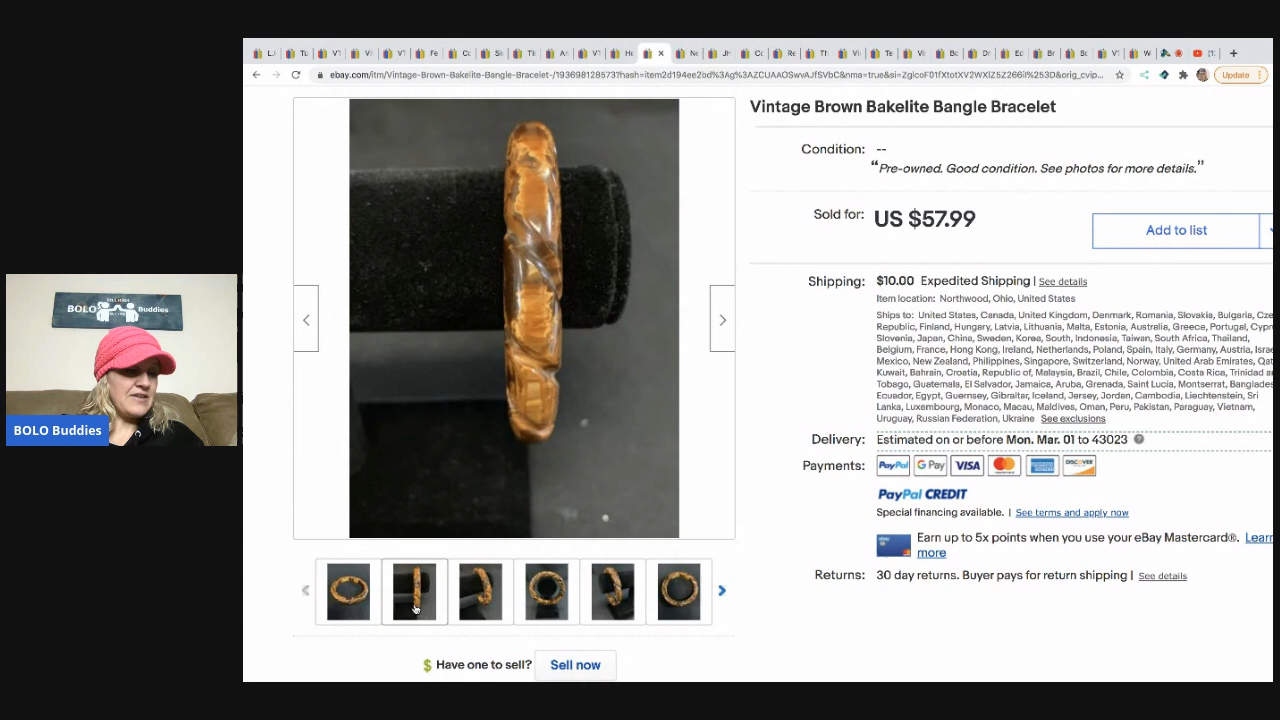 ebay.com/itm/Vintage-Brown-Bakelite-Bangle-Bracelet-/193698128573?hash=item2d194ee2bd%3Ag%3AZCUAAOSwvAJfSVbC&nma=true&si=ZglcoF01fXtotXV2WXlZ5Z266iI%253D&orig_cvip...
Update
Vintage Brown Bakelite Bangle Bracelet
Condition: --
“Pre-owned. Good condition. See photos for more details.”
Sold for: US $57.99
Add to list
Shipping: $10.00 Expedited Shipping | See details
Item location: Northwood, Ohio, United States
Ships to: United States, Canada, United Kingdom, Denmark, Romania, Slovakia, Bulgaria, Cze
Republic, Finland, Hungary, Latvia, Lithuania, Malta, Estonia, Australia, Greece, Portugal, Cypr
Slovenia, Japan, China, Sweden, Korea, South, Indonesia, Taiwan, South Africa, Thailand,
Belgium, France, Hong Kong, Ireland, Netherlands, Poland, Spain, Italy, Germany, Austria, Israe
Mexico, New Zealand, Philippines, Singapore, Switzerland, Norway, United Arab Emirates, Qat
Kuwait, Bahrain, Croatia, Republic of, Malaysia, Brazil, Chile, Colombia, Costa Rica, Trinidad an
Tobago, Guatemala, El Salvador, Jamaica, Aruba, Grenada, Saint Lucia, Montserrat, Banglades
Ecuador, Egypt, Guernsey, Gibraltar, Iceland, Jersey, Jordan, Cambodia, Liechtenstein, Sri
Lanka, Luxembourg, Monaco, Macau, Maldives, Oman, Peru, Pakistan, Paraguay, Vietnam,
Uruguay, Russian Federation, Ukraine See exclusions
Delivery: Estimated on or before Mon. Mar. 01 to 43023
Payments: PayPal G Pay VISA DISCOVER
PayPal CREDIT
Special financing available. | See terms and apply now
Earn up to 5x points when you use your eBay Mastercard®. Learn
more
Returns: 30 day returns. Buyer pays for return shipping | See details
$ Have one to sell? Sell now
BOLO Buddies
BOLO Buddies